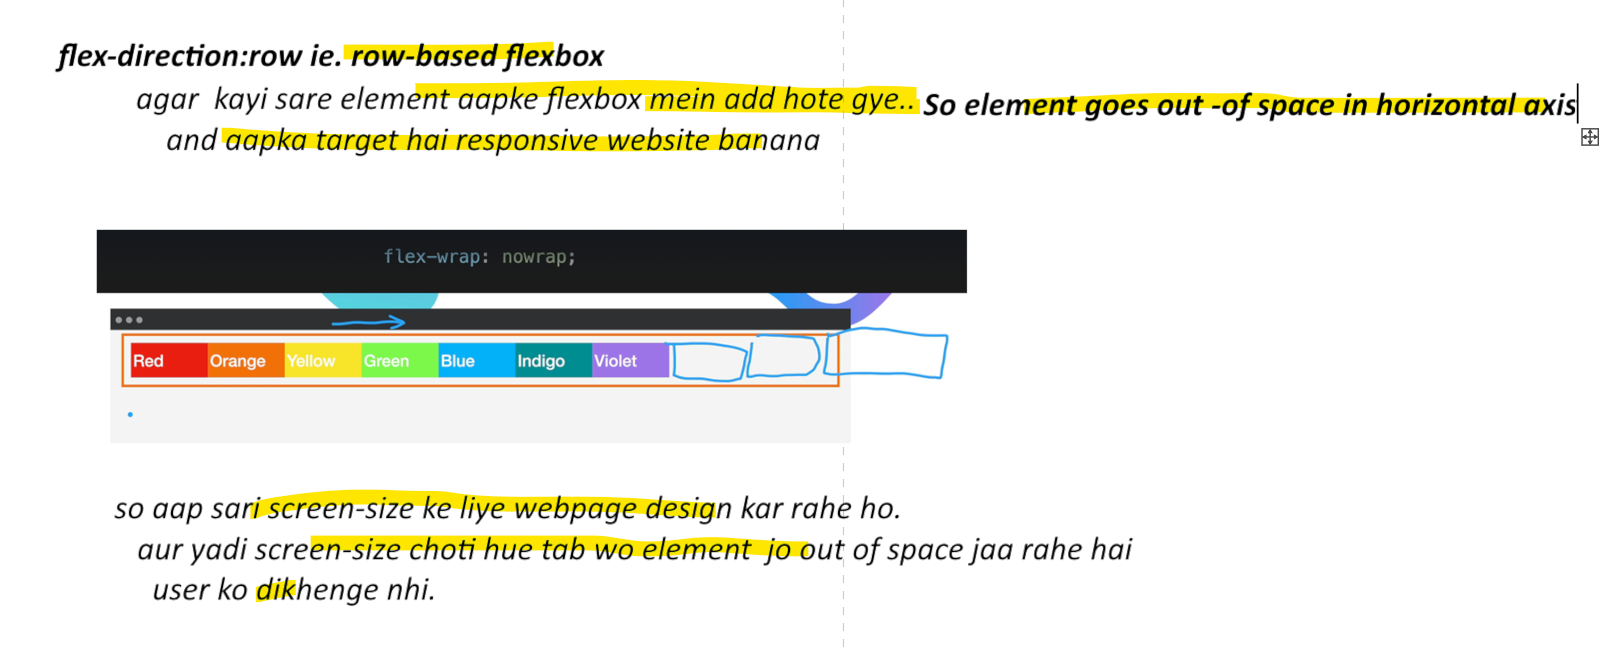 flex-direction:row ie. row-based flexbox
agar kayi sare element aapke flexbox mein add hote gye.. So element goes out -of space in horizontal axis
and aapka target hai responsive website banana
flex-wrap: nowrap;
Red Orange Yellow Green Blue Indigo Violet
so aap sari screen-size ke liye webpage design kar rahe ho.
aur yadi screen-size choti hue tab wo element jo out of space jaa rahe hai
user ko dikhenge nhi.